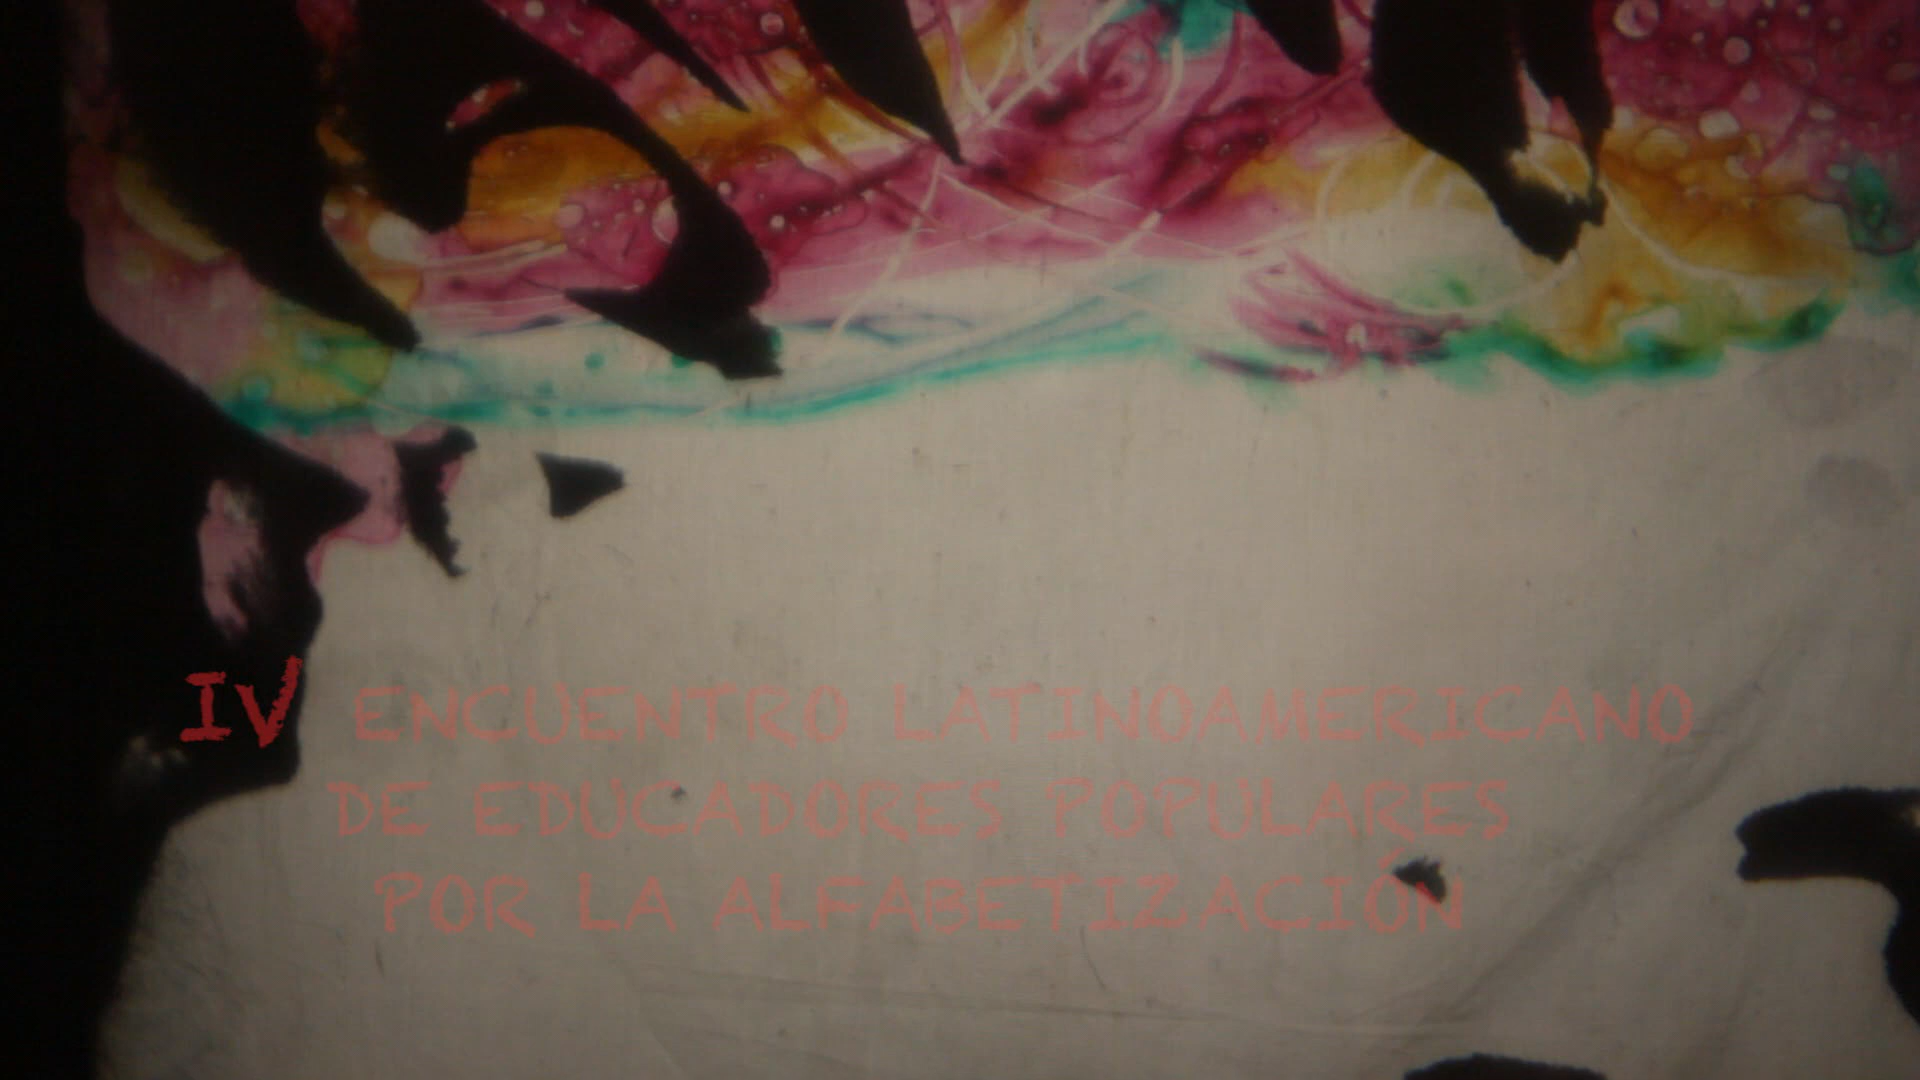 IV ENCUENTRO LATINOAMERICANO
DE EDUCADORES POPULARES
POR LA ALFABETIZACIÓN